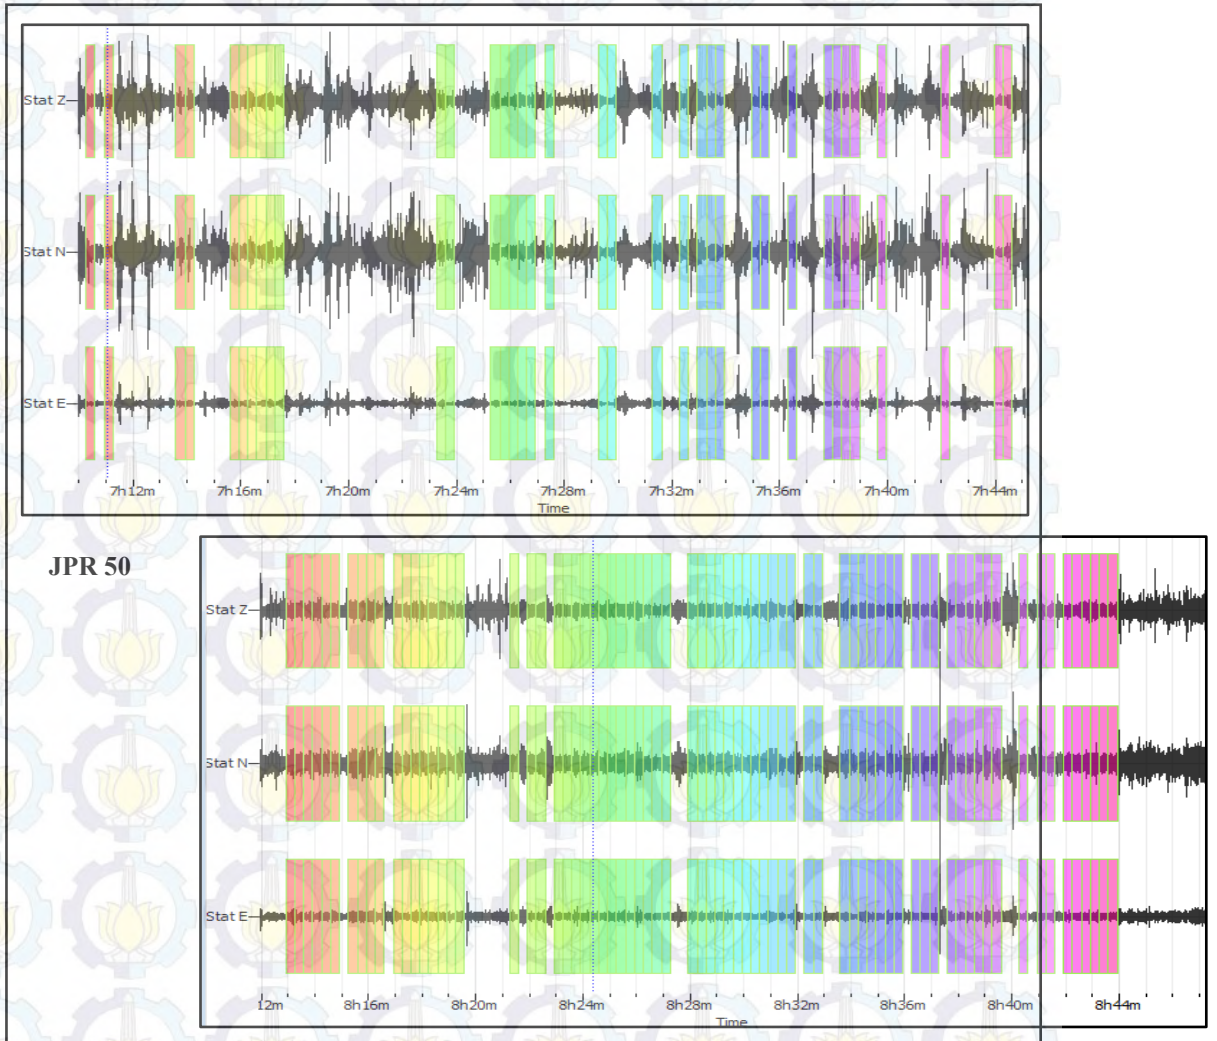 Stat Z
Stat N
Stat E
7h12m 7h16m 7h20m 7h24m 7h28m 7h32m 7h36m 7h40m 7h44m
Time
JPR 50
Stat Z
Stat N
Stat E
12m 8h16m 8h20m 8h24m 8h28m 8h32m 8h36m 8h40m 8h44m
Time